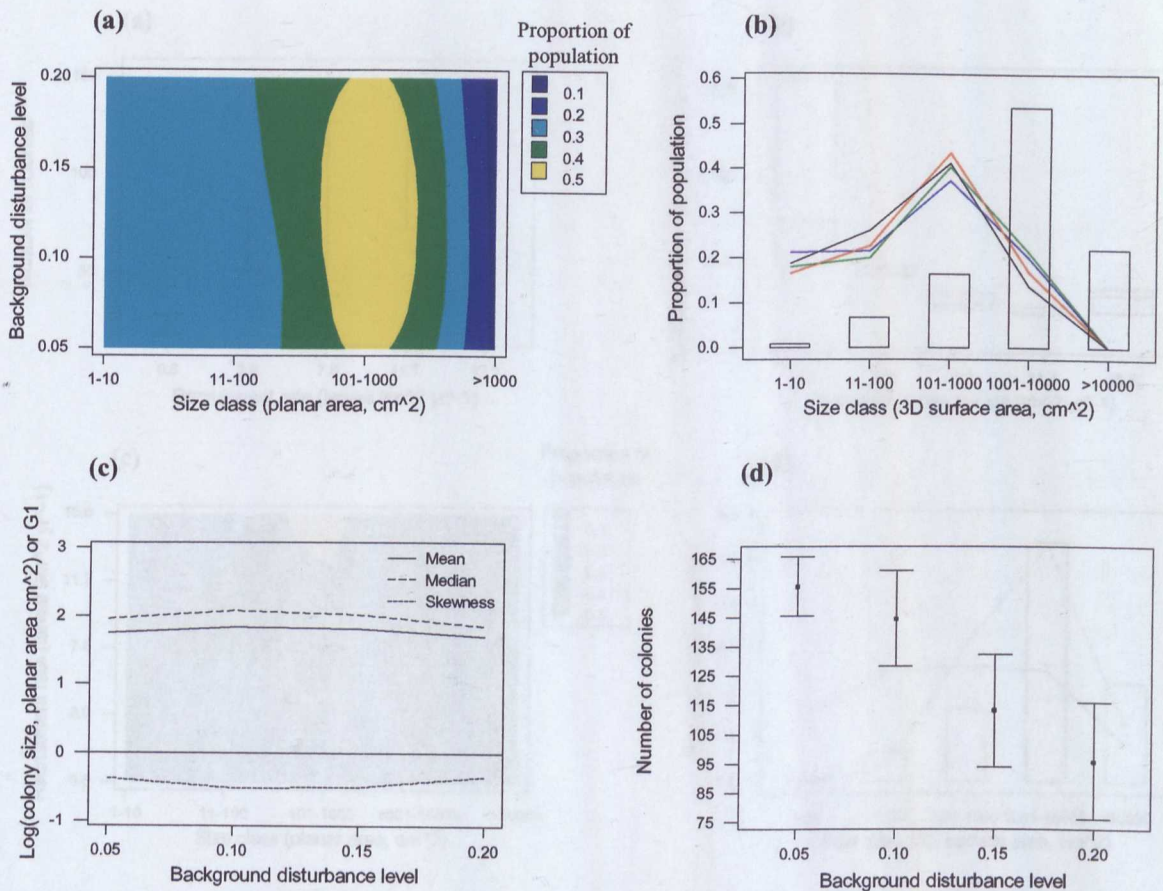 (a)
Proportion of
population
0.1
0.2
0.3
0.4
0.5
Background disturbance level
0.20
0.15
0.10
0.05
1-10
11-100
101-1000
>1000
Size class (planar area, cm^2)
(b)
Proportion of population
0.6
0.5
0.4
0.3
0.2
0.1
0.0
1-10
11-100
101-1000
1001-10000
>10000
Size class (3D surface area, cm^2)
(c)
Log(colony size, planar area cm^2) or G1
3
2
1
0
-1
Mean
Median
Skewness
0.05
0.10
0.15
0.20
Background disturbance level
(d)
Number of colonies
165
155
145
135
125
115
105
95
85
75
0.05
0.10
0.15
0.20
Background disturbance level